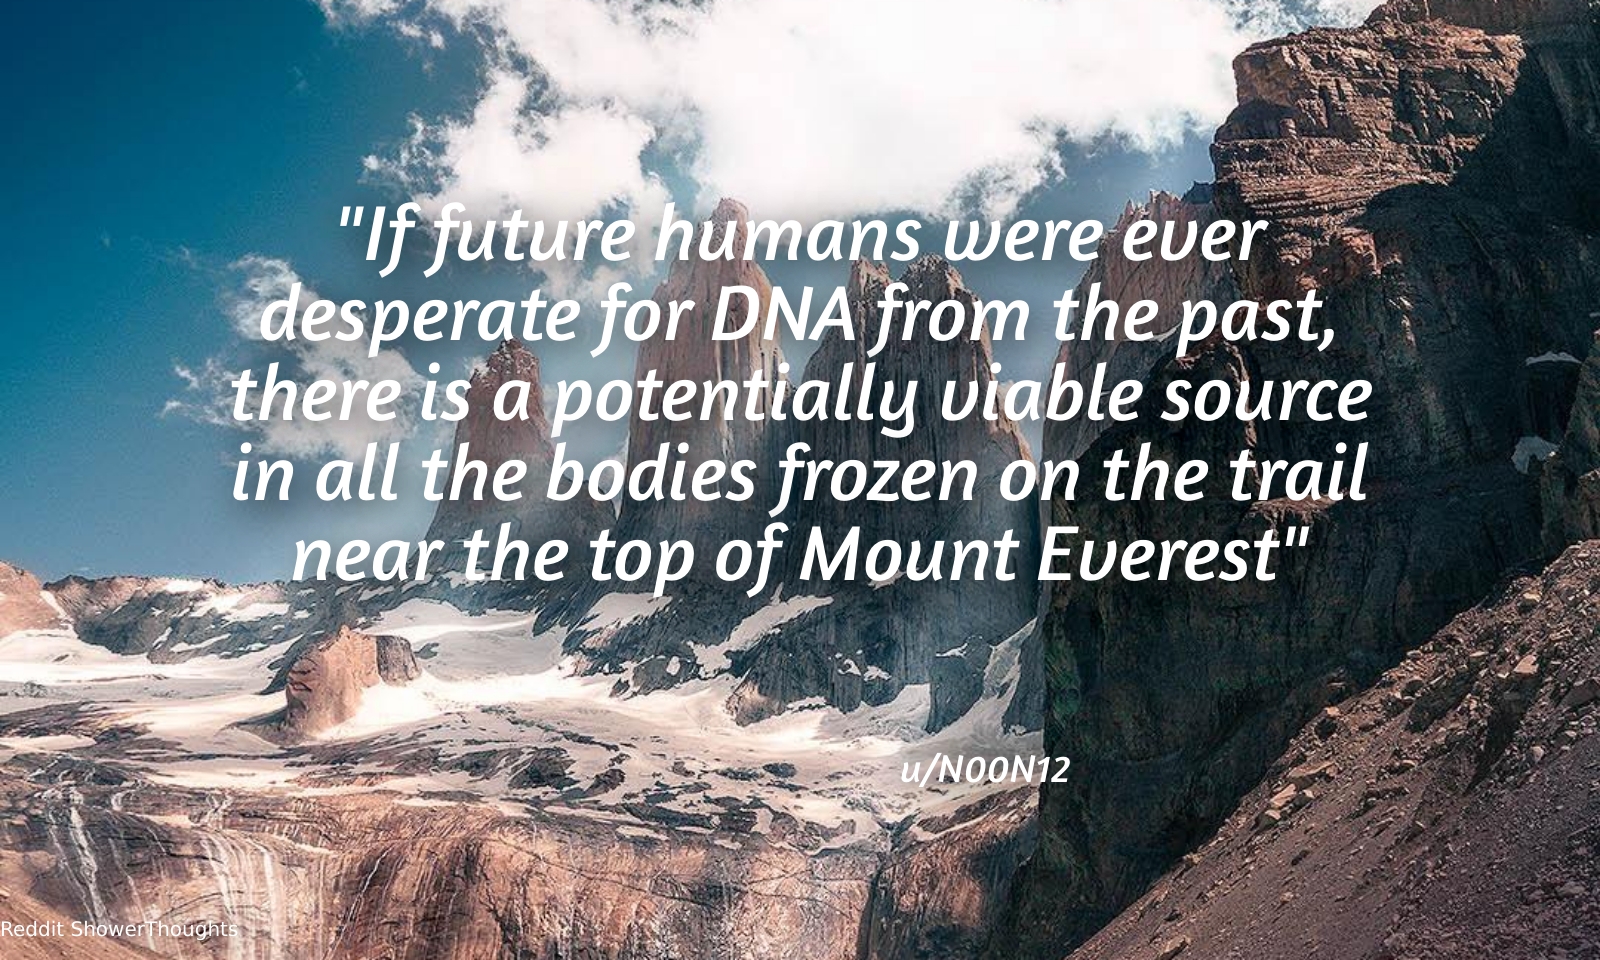 "If future humans were ever
desperate for DNA from the past,
there is a potentially viable source
in all the bodies frozen on the trail
near the top of Mount Everest"
u/N00N12
Reddit ShowerThoughts